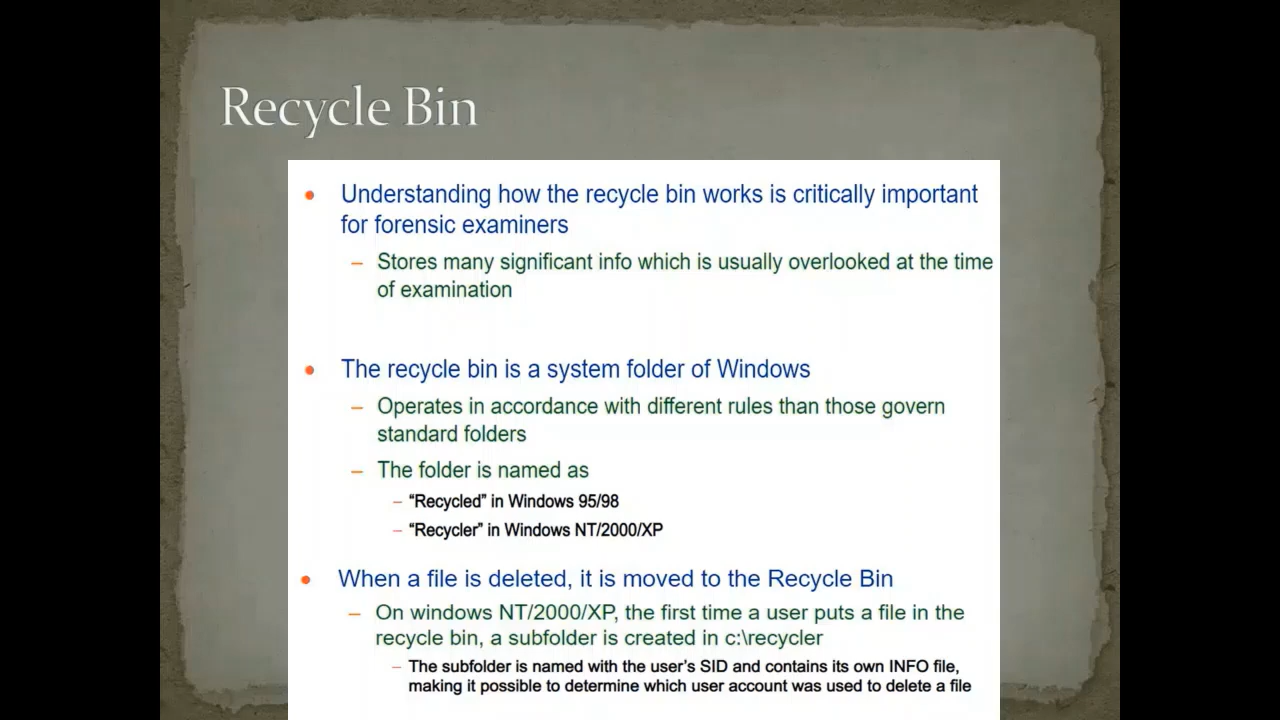 Recycle Bin
• Understanding how the recycle bin works is critically important
for forensic examiners
– Stores many significant info which is usually overlooked at the time
of examination
• The recycle bin is a system folder of Windows
– Operates in accordance with different rules than those govern
standard folders
– The folder is named as
– “Recycled” in Windows 95/98
– “Recycler” in Windows NT/2000/XP
• When a file is deleted, it is moved to the Recycle Bin
– On windows NT/2000/XP, the first time a user puts a file in the
recycle bin, a subfolder is created in c:\recycler
– The subfolder is named with the user’s SID and contains its own INFO file,
making it possible to determine which user account was used to delete a file